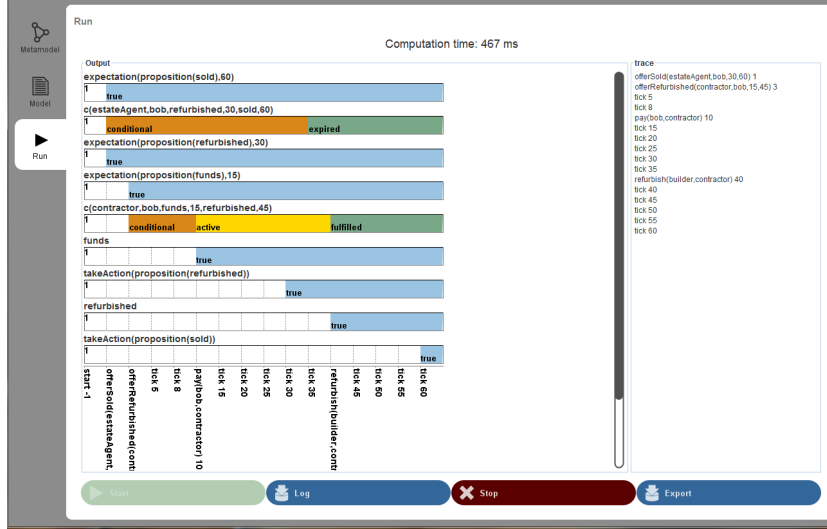 Run
Computation time: 467 ms
Metamodel
Model
Run
Output
expectation(proposition(sold),60)
1
true
c(estateAgent,bob,refurbished,30,sold,60)
1
conditional expired
expectation(proposition(refurbished),30)
1
true
expectation(proposition(funds),15)
1
true
c(contractor,bob,funds,15,refurbished,45)
1
conditional active fulfilled
funds
1
true
takeAction(proposition(refurbished))
1
true
refurbished
1
true
takeAction(proposition(sold))
1
true
start -1
offerSold(estateAgent,
offerRefurbished(cont
tick 5
tick 8
pay(bob,contractor) 10
tick 15
tick 20
tick 25
tick 30
tick 35
refurbish(builder,contr
tick 45
tick 50
tick 55
tick 60
trace
offerSold(estateAgent,bob,30,60) 1
offerRefurbished(contractor,bob,15,45) 3
tick 5
tick 8
pay(bob,contractor) 10
tick 15
tick 20
tick 25
tick 30
tick 35
refurbish(builder,contractor) 40
tick 40
tick 45
tick 50
tick 55
tick 60
Start
Log
Stop
Export